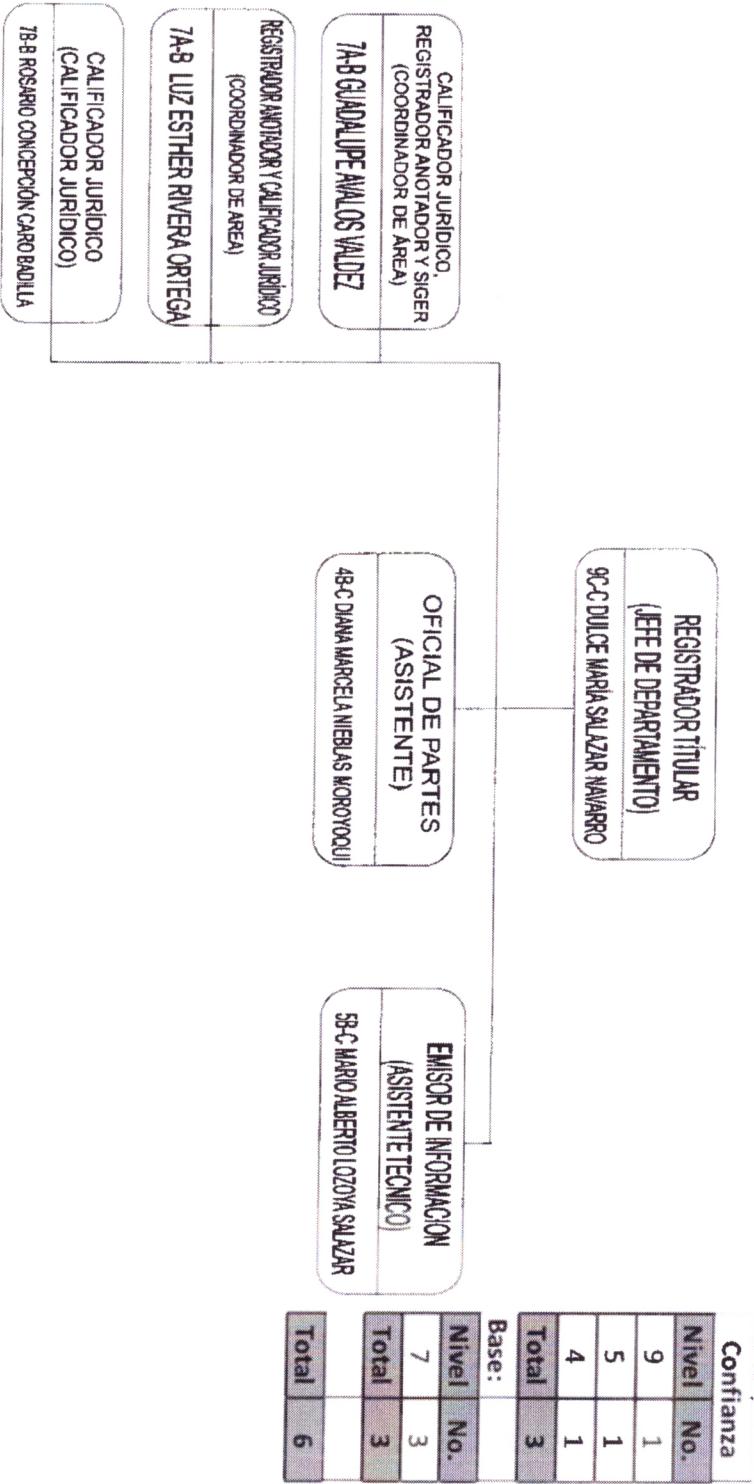 REGISTRADOR TÍTULAR
(JEFE DE DEPARTAMENTO)
9C-C DULCE MARÍA SALAZAR NAVARRO
CALIFICADOR JURÍDICO,
REGISTRADOR ANOTADOR Y SIGER
(COORDINADOR DE ÁREA)
7A-B GUADALUPE AVALOS VALDEZ
REGISTRADOR ANOTADOR Y CALIFICADOR JURÍDICO
(COORDINADOR DE AREA)
7A-B LUZ ESTHER RIVERA ORTEGA
CALIFICADOR JURÍDICO
(CALIFICADOR JURÍDICO)
7B-B ROSARIO CONCEPCIÓN CARO BADILLA
OFICIAL DE PARTES
(ASISTENTE)
4B-C DIANA MARCELA NIEBLAS MOROYOQUI
EMISOR DE INFORMACION
(ASISTENTE TECNICO)
5B-C MARIO ALBERTO LOZOYA SALAZAR
Confianza
Nivel No.
9 1
5 1
4 1
Total 3
Base:
Nivel No.
7 3
Total 3
Total 6